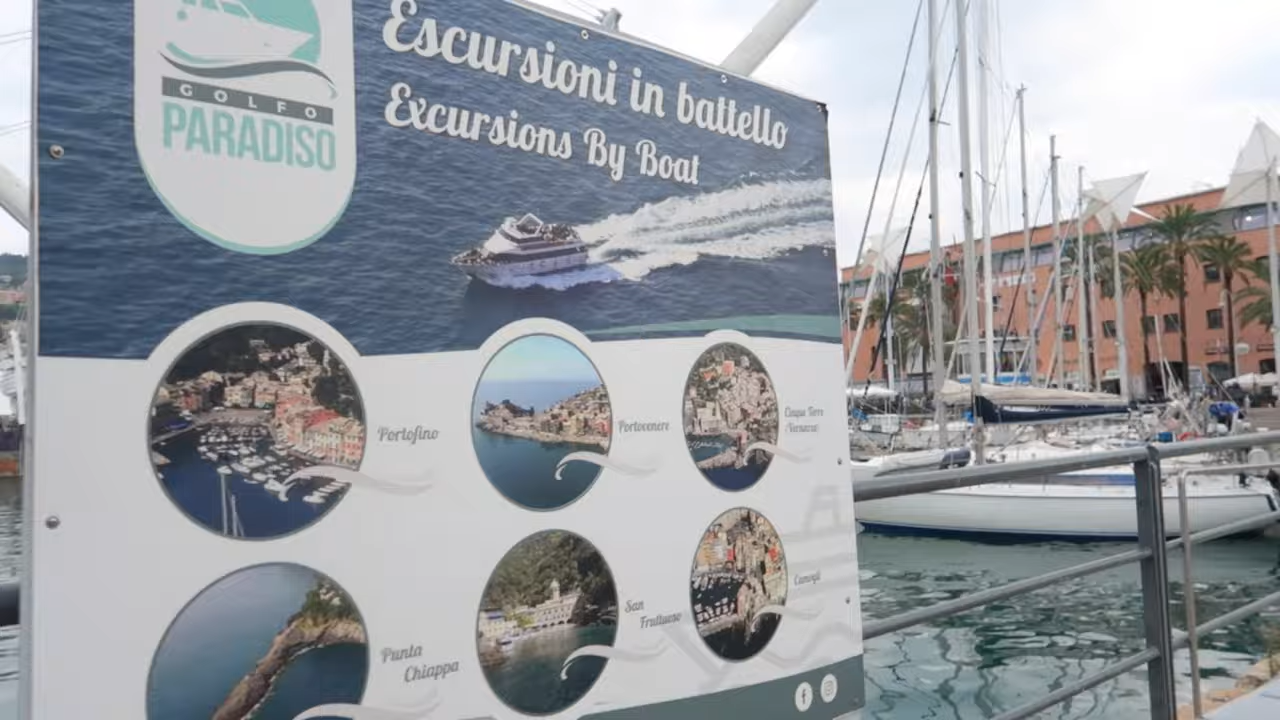 GOLFO
PARADISO
Escursioni in battello
Excursions By Boat
Portofino
Portovenere
Cinque Terre
(Vernazza)
Punta
Chiappa
San
Fruttuoso
Camogli